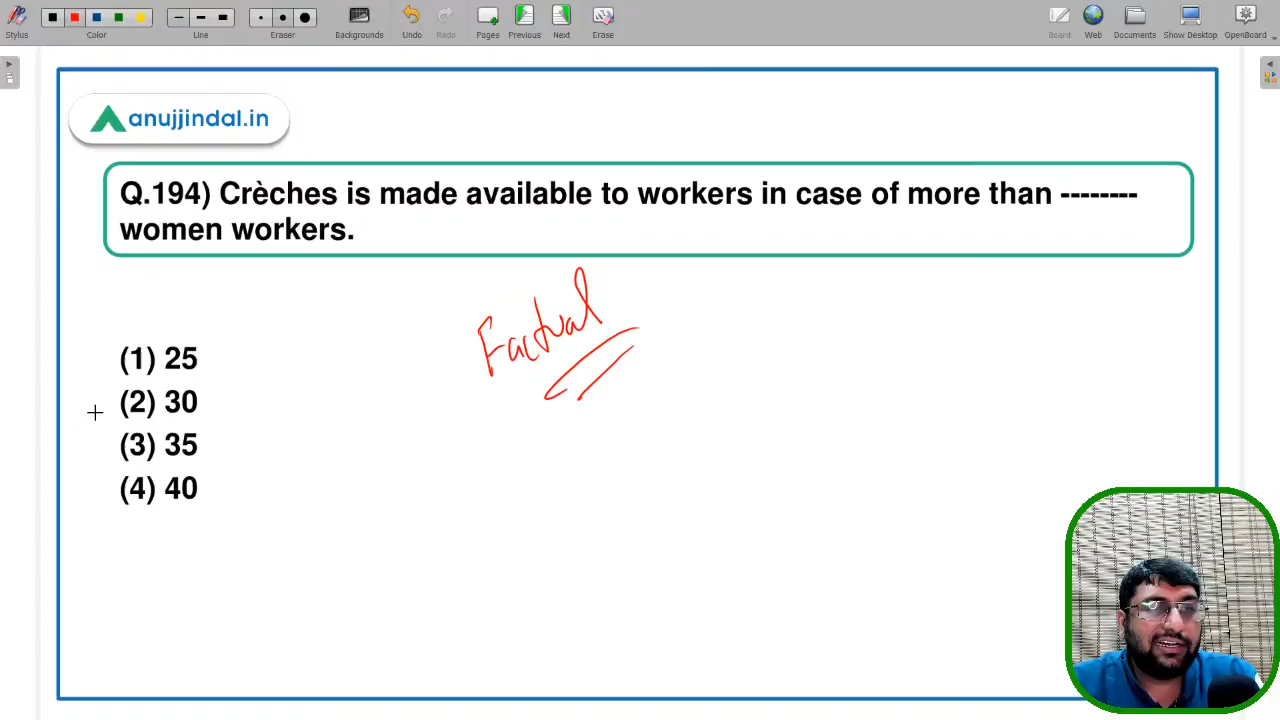 Stylus
Color
Line
Eraser
Backgrounds
Undo
Redo
Pages
Previous
Next
Erase
Board
Web
Documents
Show Desktop
OpenBoard
anujjindal.in
Q.194) Crèches is made available to workers in case of more than --------
women workers.
Factual
(1) 25
(2) 30
(3) 35
(4) 40